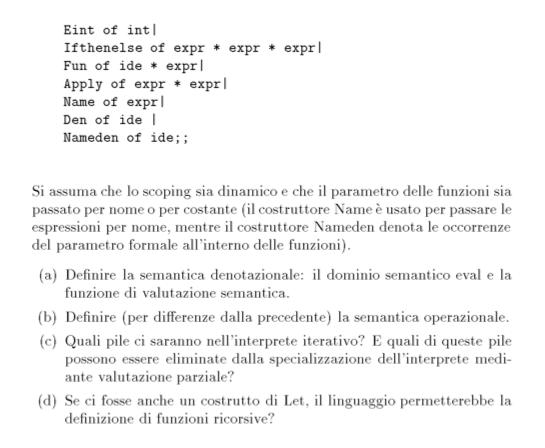 Eint of int|
Ifthenelse of expr * expr * expr|
Fun of ide * expr|
Apply of expr * expr|
Name of expr|
Den of ide |
Nameden of ide;;
Si assuma che lo scoping sia dinamico e che il parametro delle funzioni sia
passato per nome o per costante (il costruttore Name è usato per passare le
espressioni per nome, mentre il costruttore Nameden denota le occorrenze
del parametro formale all'interno delle funzioni).
(a) Definire la semantica denotazionale: il dominio semantico eval e la
funzione di valutazione semantica.
(b) Definire (per differenze dalla precedente) la semantica operazionale.
(c) Quali pile ci saranno nell'interprete iterativo? E quali di queste pile
possono essere eliminate dalla specializzazione dell'interprete medi-
ante valutazione parziale?
(d) Se ci fosse anche un costrutto di Let, il linguaggio permetterebbe la
definizione di funzioni ricorsive?